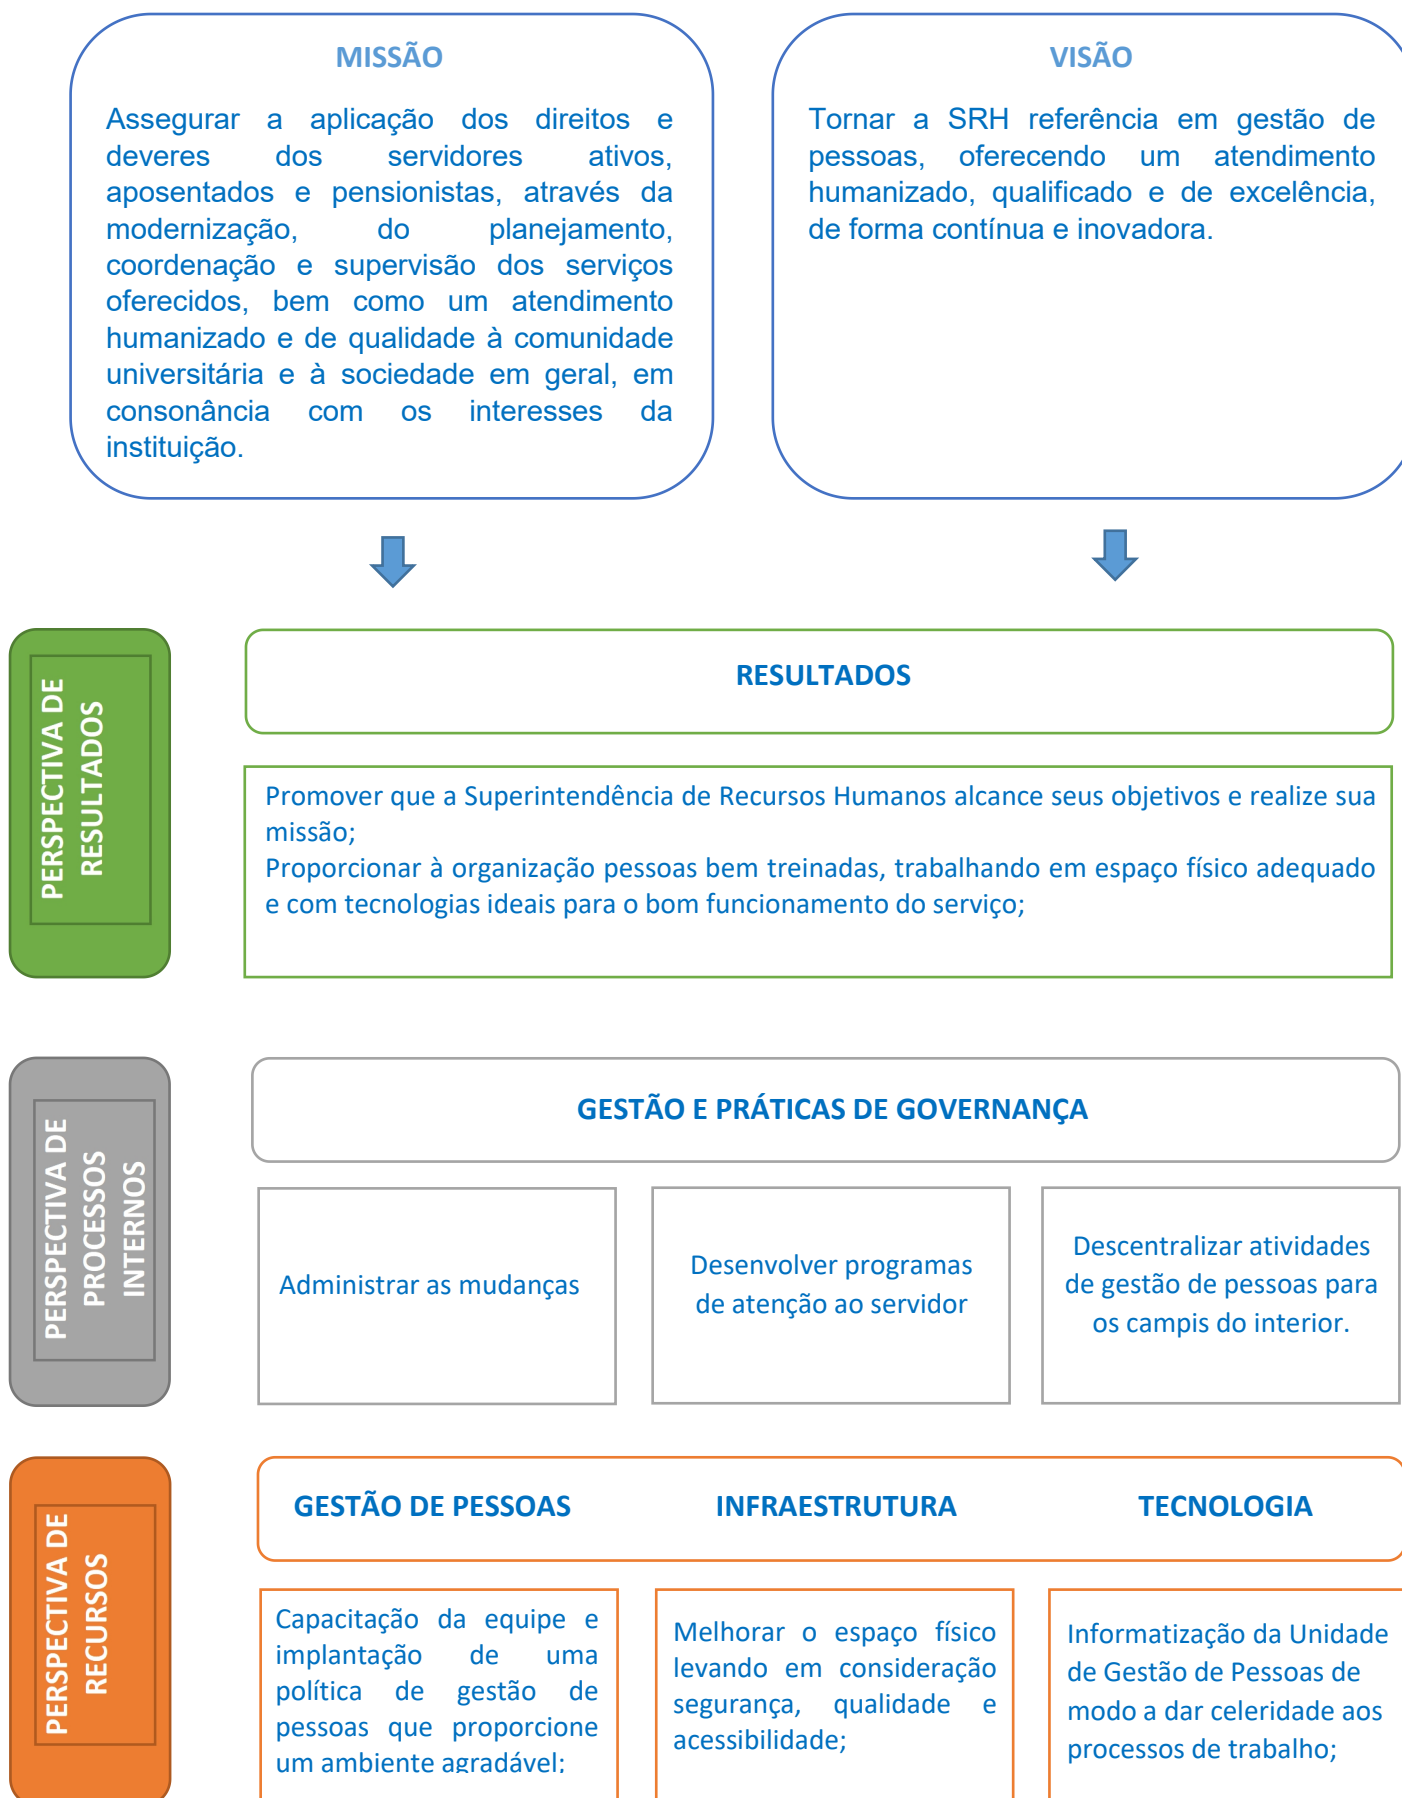 MISSÃO
Assegurar a aplicação dos direitos e
deveres dos servidores ativos,
aposentados e pensionistas, através da
modernização, do planejamento,
coordenação e supervisão dos serviços
oferecidos, bem como um atendimento
humanizado e de qualidade à comunidade
universitária e à sociedade em geral, em
consonância com os interesses da
instituição.
VISÃO
Tornar a SRH referência em gestão de
pessoas, oferecendo um atendimento
humanizado, qualificado e de excelência,
de forma contínua e inovadora.
PERSPECTIVA DE
RESULTADOS
RESULTADOS
Promover que a Superintendência de Recursos Humanos alcance seus objetivos e realize sua
missão;
Proporcionar à organização pessoas bem treinadas, trabalhando em espaço físico adequado
e com tecnologias ideais para o bom funcionamento do serviço;
PERSPECTIVA DE
PROCESSOS
INTERNOS
GESTÃO E PRÁTICAS DE GOVERNANÇA
Administrar as mudanças
Desenvolver programas
de atenção ao servidor
Descentralizar atividades
de gestão de pessoas para
os campis do interior.
PERSPECTIVA DE
RECURSOS
GESTÃO DE PESSOAS
INFRAESTRUTURA
TECNOLOGIA
Capacitação da equipe e
implantação de uma
política de gestão de
pessoas que proporcione
um ambiente agradável;
Melhorar o espaço físico
levando em consideração
segurança, qualidade e
acessibilidade;
Informatização da Unidade
de Gestão de Pessoas de
modo a dar celeridade aos
processos de trabalho;